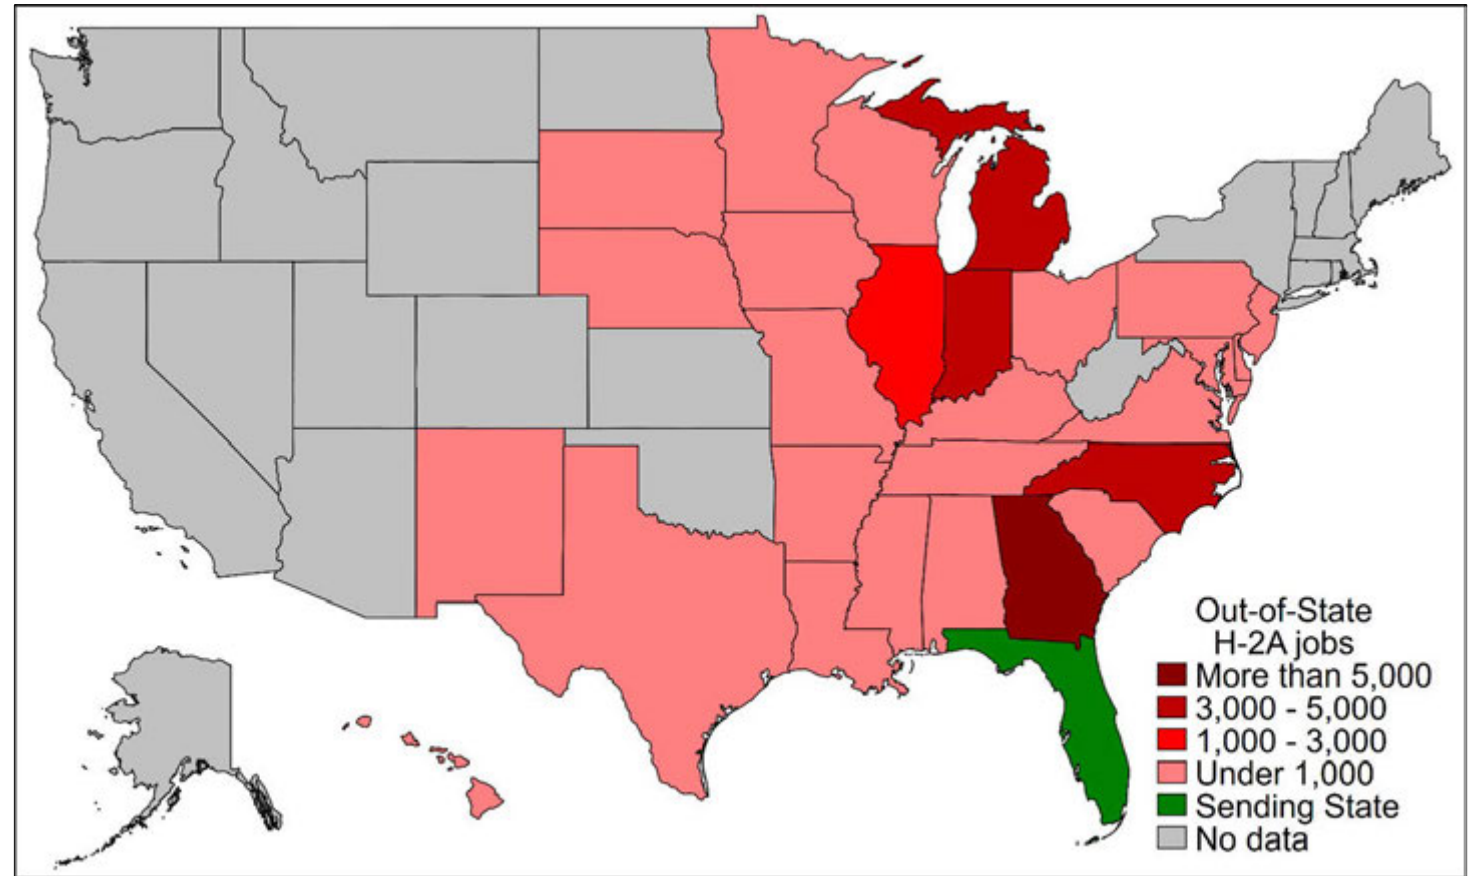 Out-of-State
H-2A jobs
More than 5,000
3,000 - 5,000
1,000 - 3,000
Under 1,000
Sending State
No data